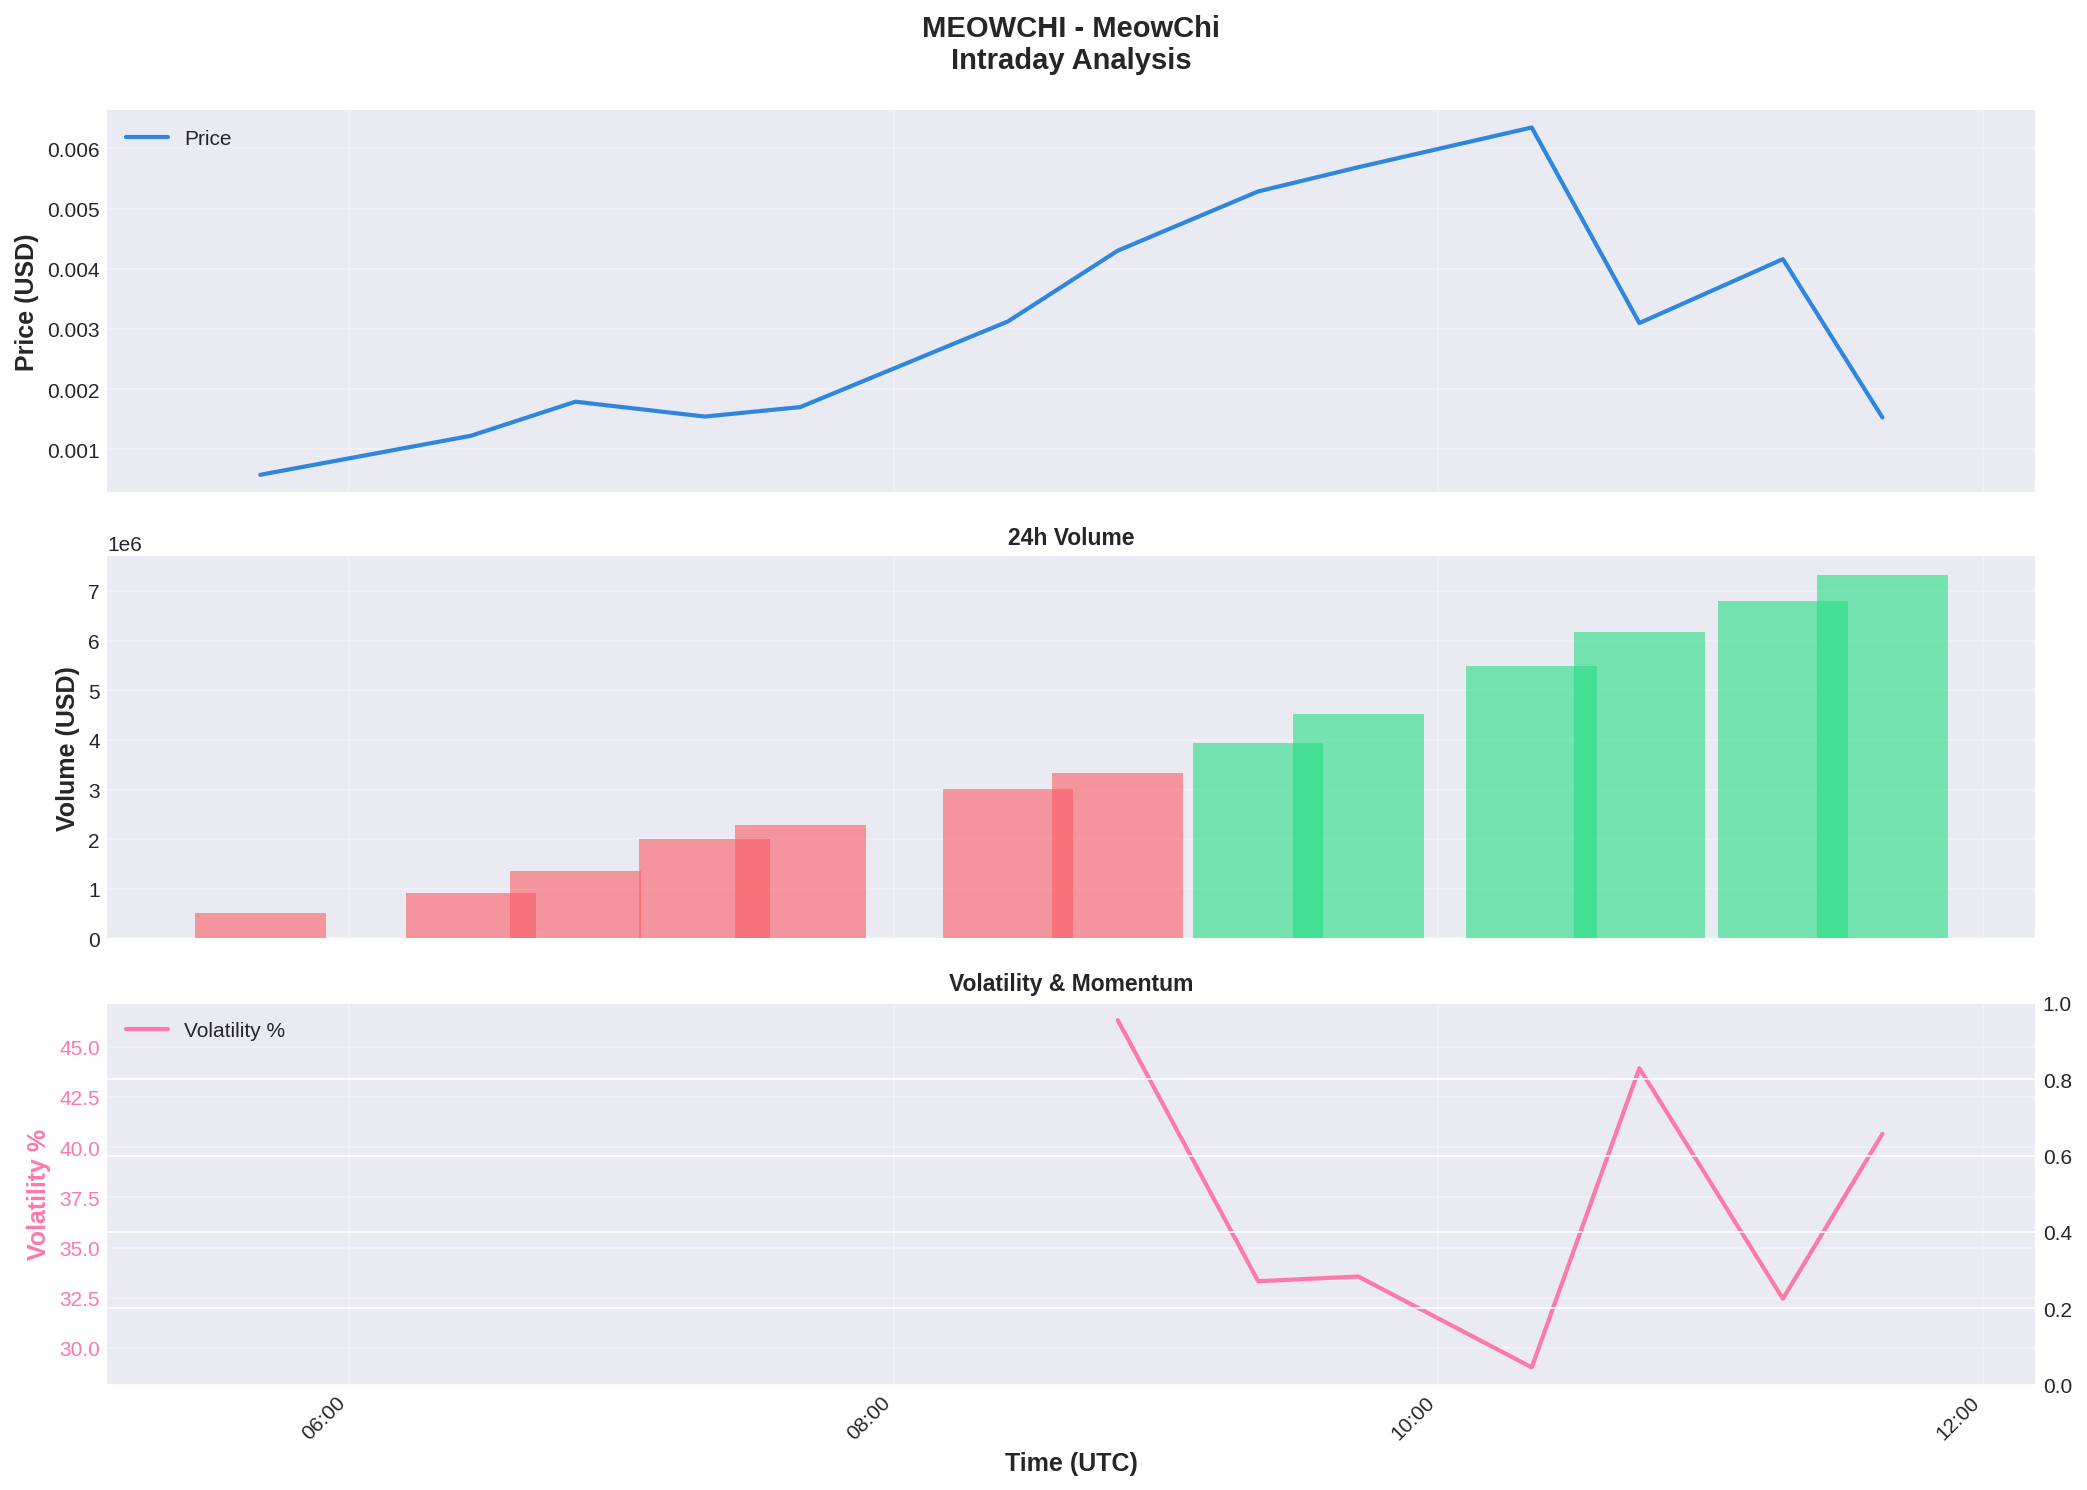 MEOWCHI - MeowChi
Intraday Analysis
Price
Price (USD)
0.006
0.005
0.004
0.003
0.002
0.001
24h Volume
1e6
Volume (USD)
7
6
5
4
3
2
1
0
Volatility & Momentum
Volatility %
Volatility %
45.0
42.5
40.0
37.5
35.0
32.5
30.0
1.0
0.8
0.6
0.4
0.2
0.0
06:00
08:00
10:00
12:00
Time (UTC)